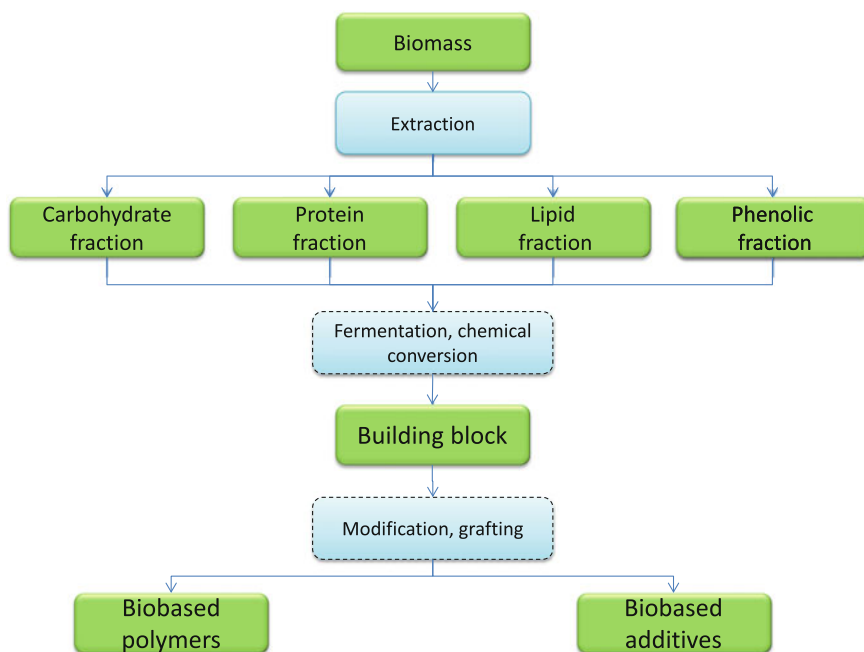 Biomass
Extraction
Carbohydrate
fraction
Protein
fraction
Lipid
fraction
Phenolic
fraction
Fermentation, chemical
conversion
Building block
Modification, grafting
Biobased
polymers
Biobased
additives